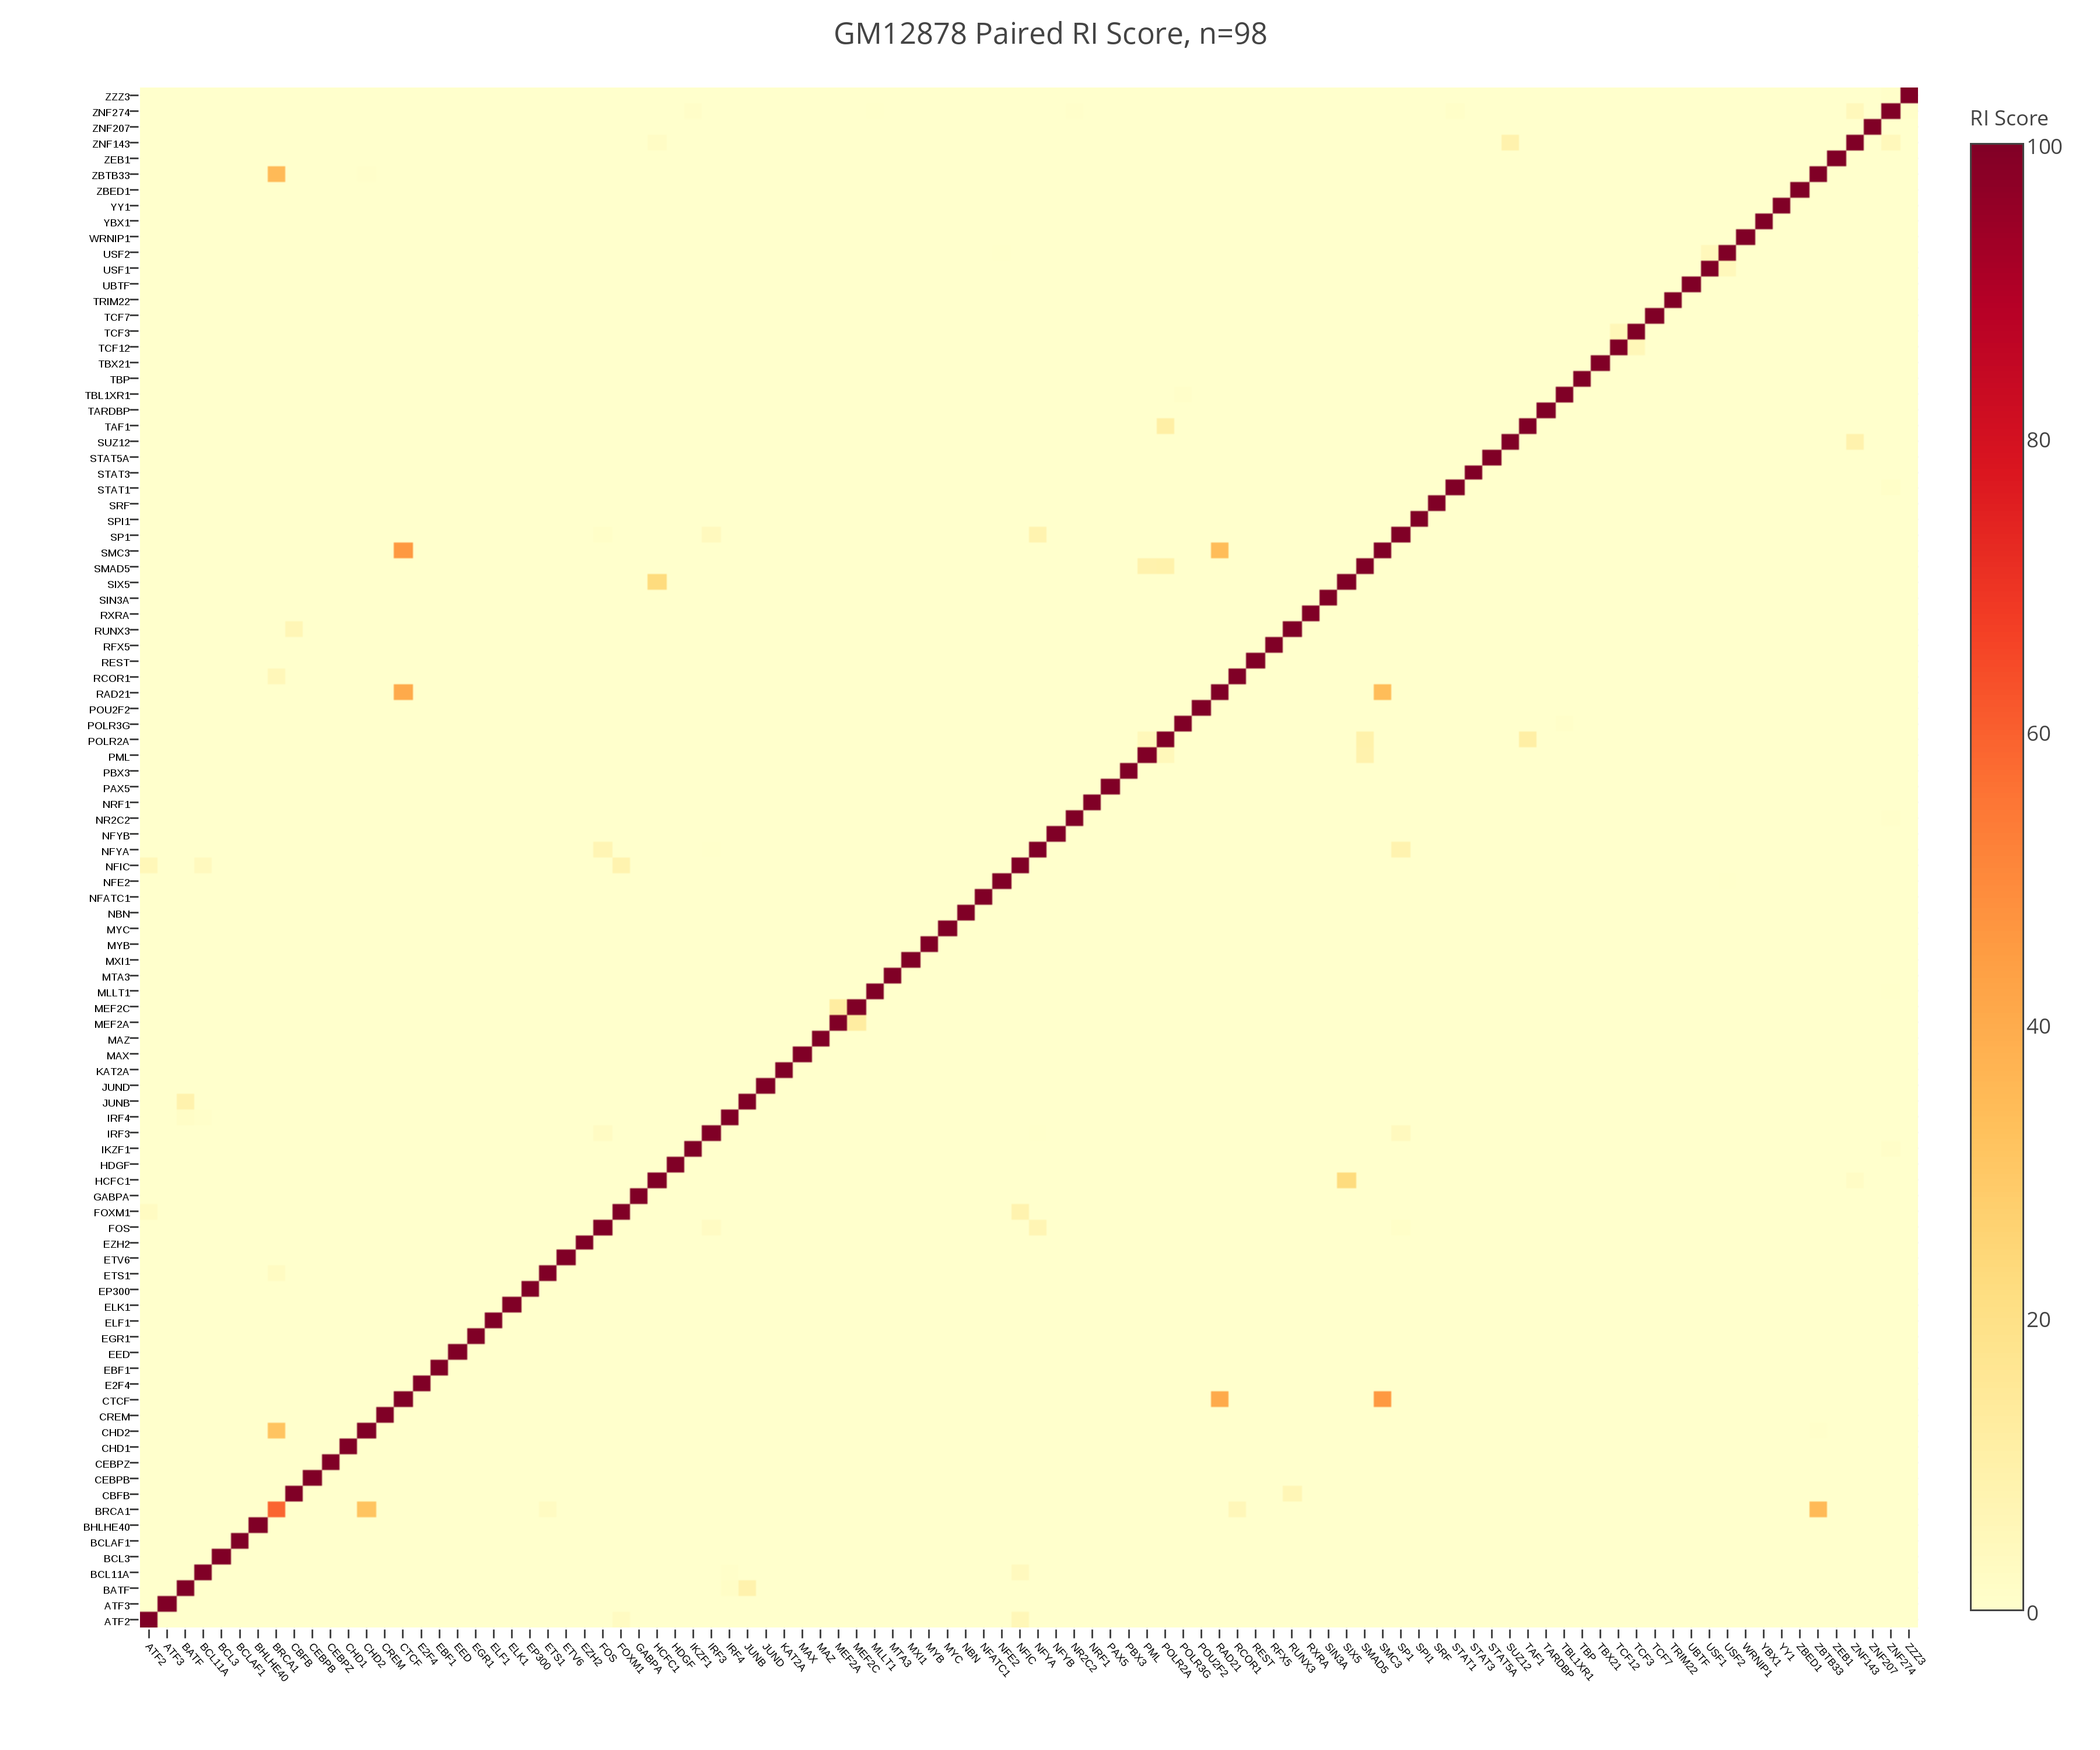 GM12878 Paired RI Score, n=98
RI Score
100
80
60
40
20
0
ZZZ3
ZNF274
ZNF207
ZNF143
ZEB1
ZBTB33
ZBED1
YY1
YBX1
WRNIP1
USF2
USF1
UBTF
TRIM22
TCF7
TCF3
TCF12
TBX21
TBP
TBL1XR1
TARDBP
TAF1
SUZ12
STAT5A
STAT3
STAT1
SRF
SPI1
SP1
SMC3
SMAD5
SIX5
SIN3A
RXRA
RUNX3
RFX5
REST
RCOR1
RAD21
POU2F2
POLR3G
POLR2A
PML
PBX3
PAX5
NRF1
NR2C2
NFYB
NFYA
NFIC
NFE2
NFATC1
NBN
MYC
MYB
MXI1
MTA3
MLLT1
MEF2C
MEF2A
MAZ
MAX
KAT2A
JUND
JUNB
IRF4
IRF3
IKZF1
HDGF
HCFC1
GABPA
FOXM1
FOS
EZH2
ETV6
ETS1
EP300
ELK1
ELF1
EGR1
EED
EBF1
E2F4
CTCF
CREM
CHD2
CHD1
CEBPZ
CEBPB
CBFB
BRCA1
BHLHE40
BCLAF1
BCL3
BCL11A
BATF
ATF3
ATF2
ATF2
ATF3
BATF
BCL11A
BCL3
BCLAF1
BHLHE40
BRCA1
CBFB
CEBPB
CEBPZ
CHD1
CHD2
CREM
CTCF
E2F4
EBF1
EED
EGR1
ELF1
ELK1
EP300
ETS1
ETV6
EZH2
FOS
FOXM1
GABPA
HCFC1
HDGF
IKZF1
IRF3
IRF4
JUNB
JUND
KAT2A
MAX
MAZ
MEF2A
MEF2C
MLLT1
MTA3
MXI1
MYB
MYC
NBN
NFATC1
NFE2
NFIC
NFYA
NFYB
NR2C2
NRF1
PAX5
PBX3
PML
POLR2A
POLR3G
POU2F2
RAD21
RCOR1
REST
RFX5
RUNX3
RXRA
SIN3A
SIX5
SMAD5
SMC3
SP1
SPI1
SRF
STAT1
STAT3
STAT5A
SUZ12
TAF1
TARDBP
TBL1XR1
TBP
TBX21
TCF12
TCF3
TCF7
TRIM22
UBTF
USF1
USF2
WRNIP1
YBX1
YY1
ZBED1
ZBTB33
ZEB1
ZNF143
ZNF207
ZNF274
ZZZ3